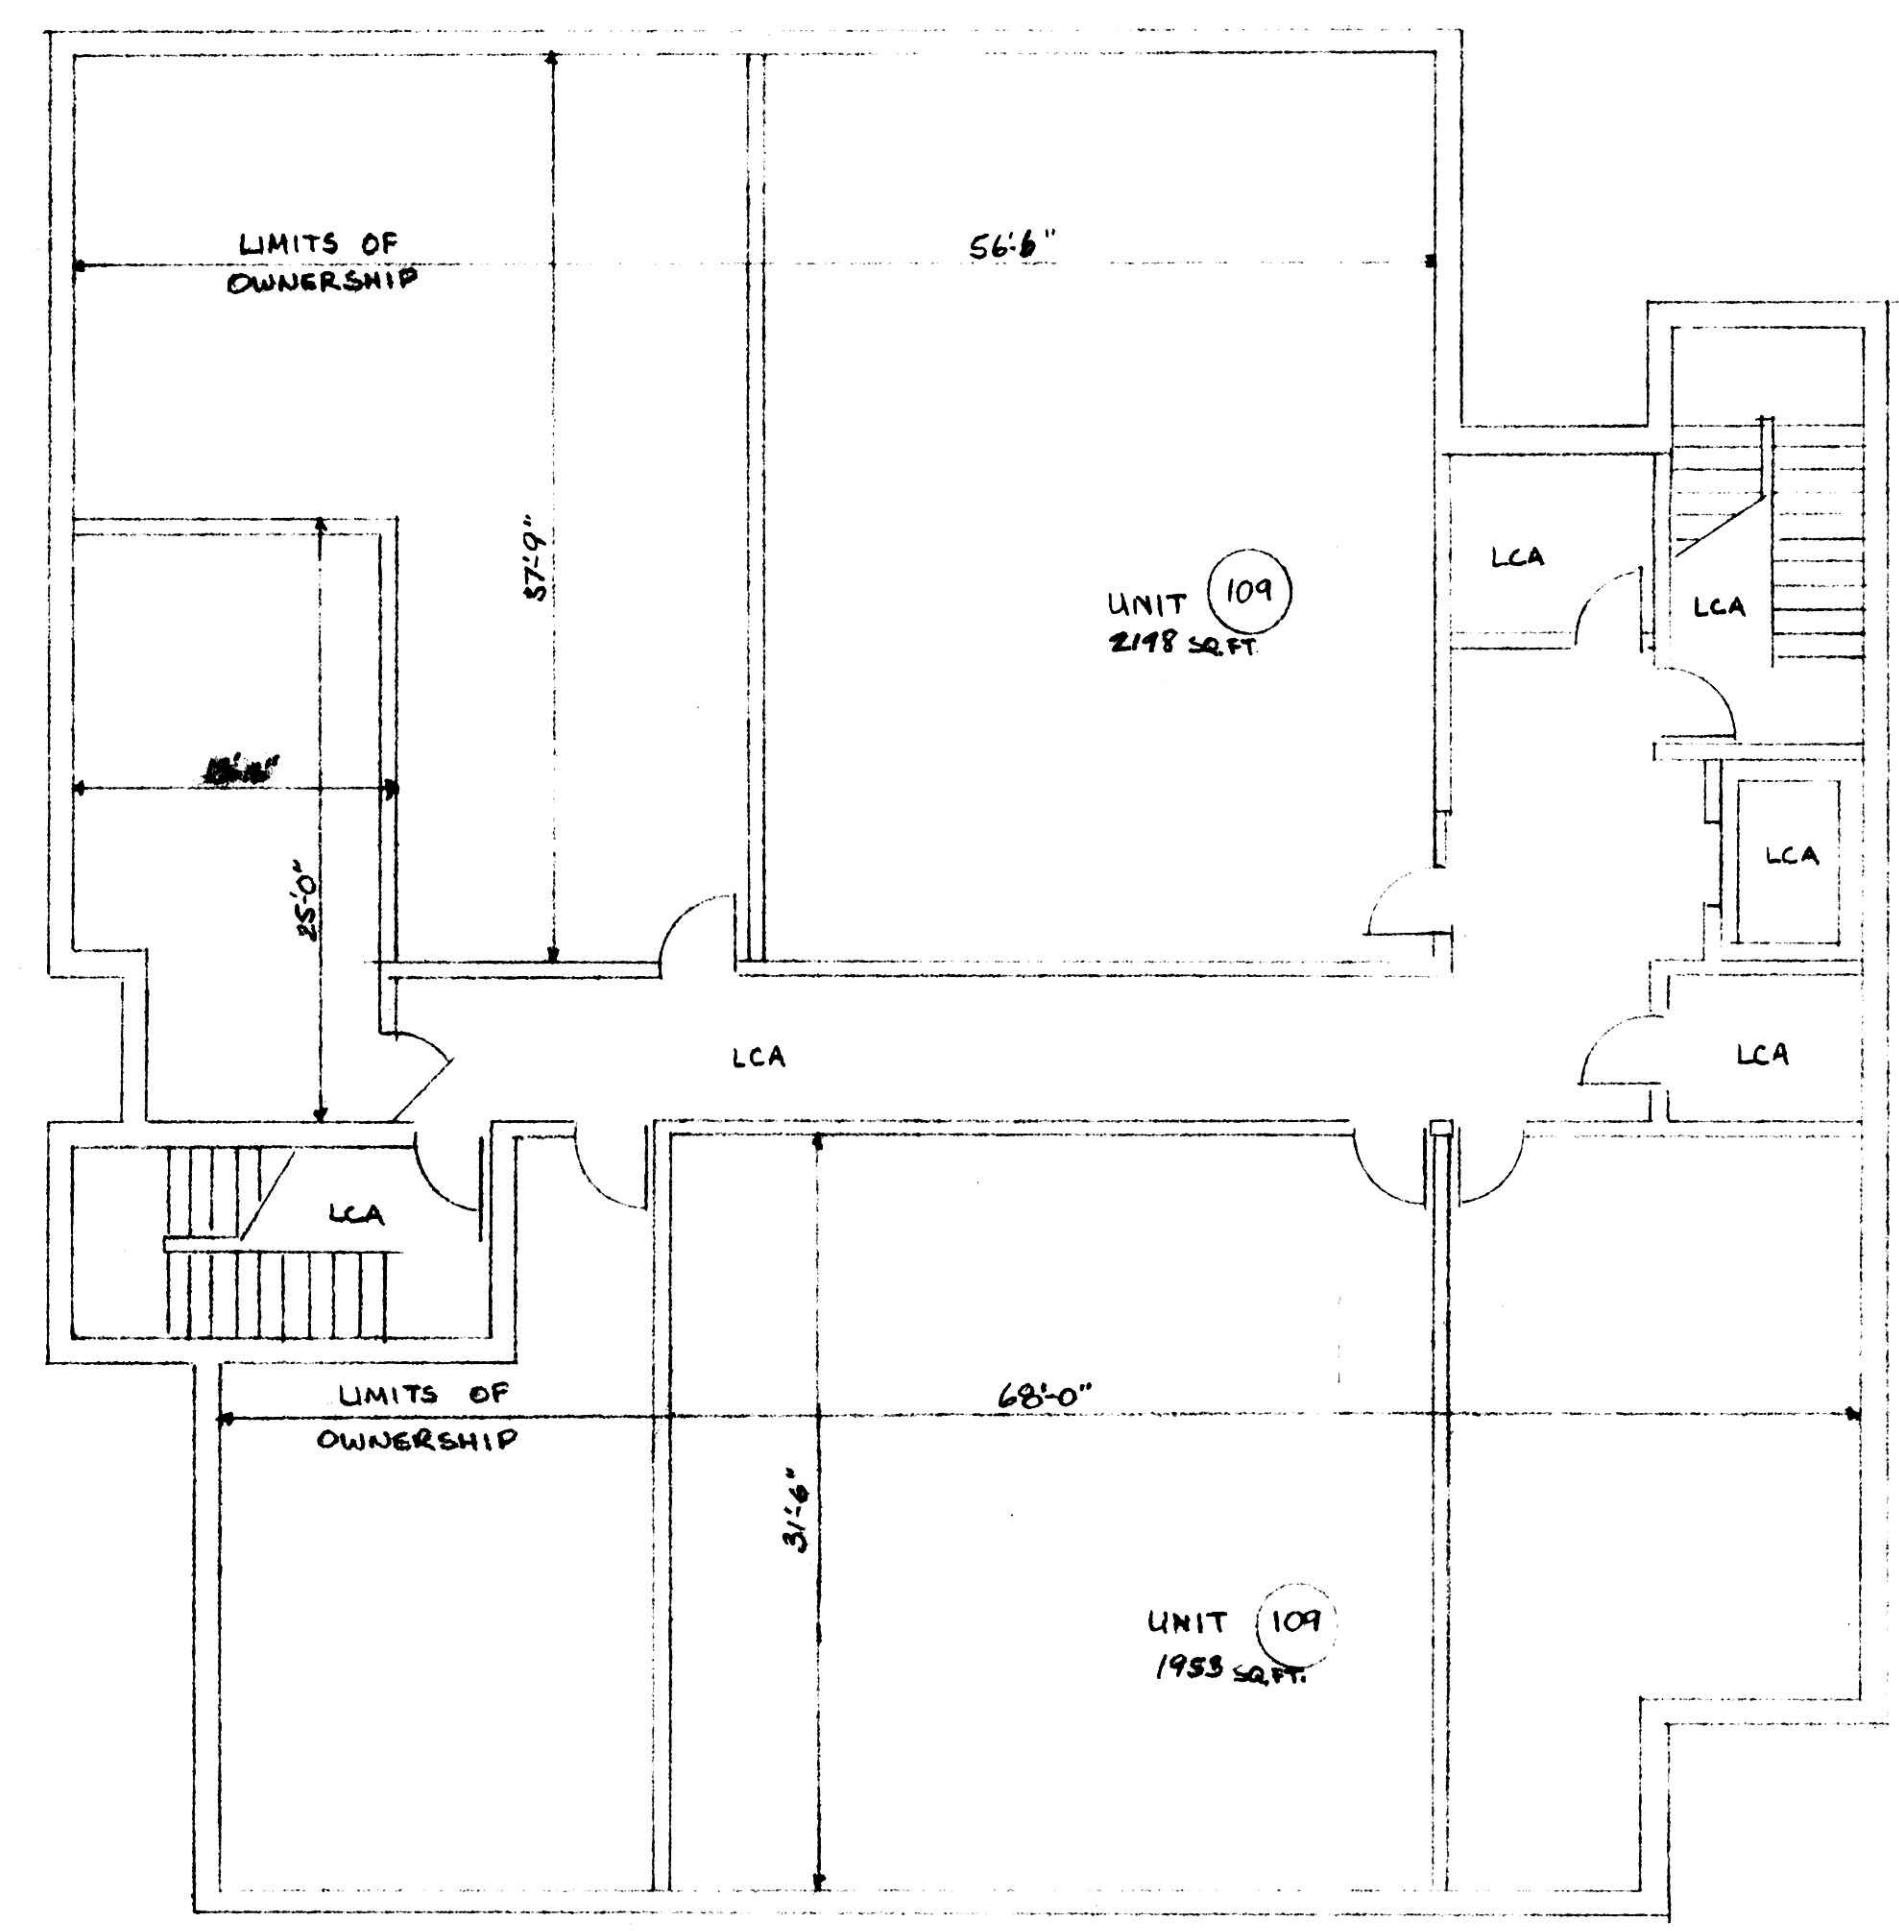 LIMITS OF
OWNERSHIP
56'-6"
37'-9"
UNIT 109
2198 SQ.FT.
LCA
LCA
LCA
25'-0"
LCA
LCA
LCA
LIMITS OF
OWNERSHIP
68'-0"
31'-6"
UNIT 109
1953 SQ.FT.